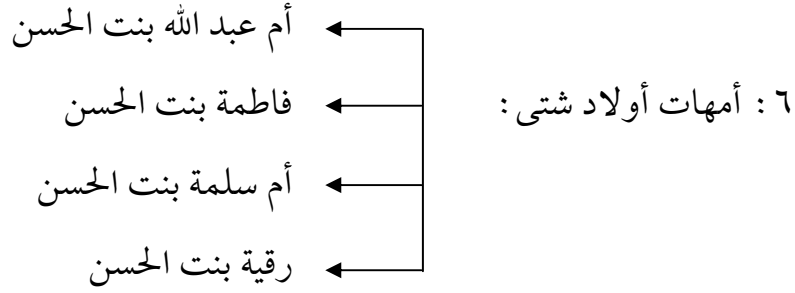 أم عبد الله بنت الحسن
٦ : أمهات أولاد شتى :
فاطمة بنت الحسن
أم سلمة بنت الحسن
رقية بنت الحسن